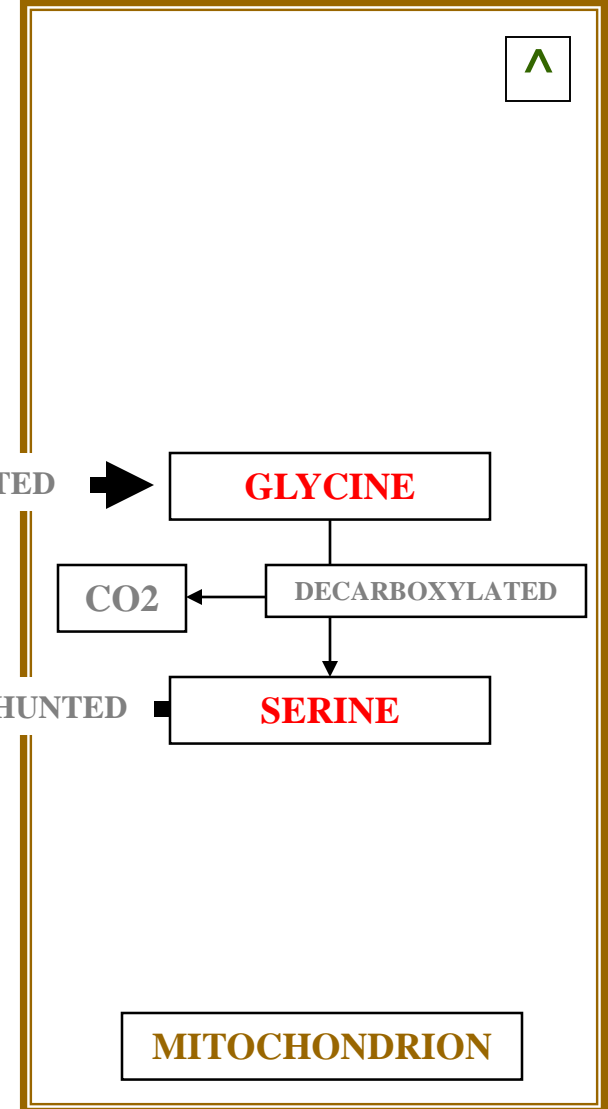 ^
TED
GLYCINE
CO2
DECARBOXYLATED
HUNTED
SERINE
MITOCHONDRION